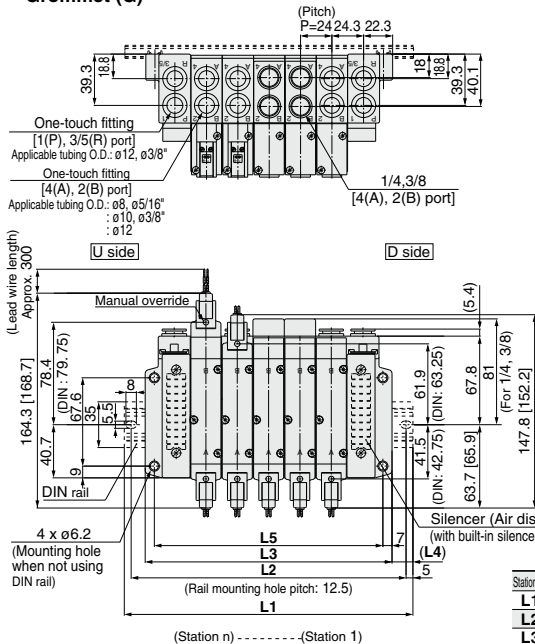 Grommet (G)
(Pitch)
P=24 24.3 22.3
39.3
18.8
18
18.8
39.3
40.1
3/5 R
R 3/5
A 4
B 2
1 P
P 1
One-touch fitting
[1(P), 3/5(R) port]
Applicable tubing O.D.: ø12, ø3/8"
One-touch fitting
[4(A), 2(B) port]
Applicable tubing O.D.: ø8, ø5/16"
: ø10, ø3/8"
: ø12
1/4,3/8
[4(A), 2(B) port]
U side
D side
(Lead wire length)
Approx. 300
Manual override
164.3 [168.7]
78.4
(DIN : 79.75)
67.6
40.7
9
35
5.5
8
(5.4)
61.9
(DIN: 63.25)
67.8
81
(For 1/4, 3/8)
147.8 [152.2]
41.5
(DIN: 42.75)
63.7 [65.9]
B B B B B
A A A A A
DIN rail
4 x ø6.2
(Mounting hole
when not using
DIN rail)
Silencer (Air dis
(with built-in silence
L5
7
L3
(L4)
L2
5
(Rail mounting hole pitch: 12.5)
L1
(Station n) ---------(Station 1)
Station
L1
L2
L3